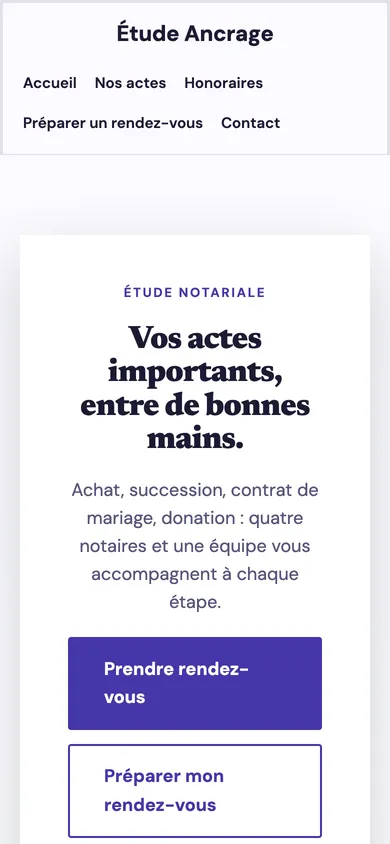 Étude Ancrage
Accueil Nos actes Honoraires
Préparer un rendez-vous Contact
ÉTUDE NOTARIALE
Vos actes
importants,
entre de bonnes
mains.
Achat, succession, contrat de
mariage, donation : quatre
notaires et une équipe vous
accompagnent à chaque
étape.
Prendre rendez-
vous
Préparer mon
rendez-vous